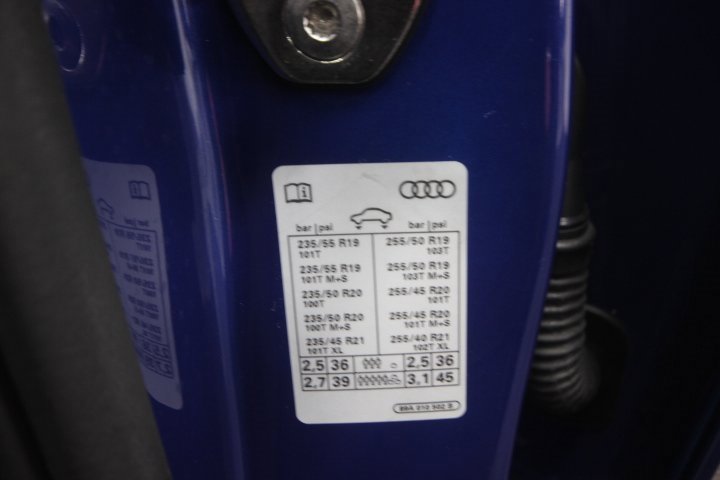 bar | psi bar | psi
235/55 R19 255/50 R19
101T 103T
235/55 R19 255/50 R19
101T M+S 103T M+S
235/50 R20 255/45 R20
100T 101T
235/50 R20 255/45 R20
100T M+S 101T M+S
235/45 R21 255/40 R21
101T XL 102T XL
2,5 36 2,5 36
2,7 39 3,1 45